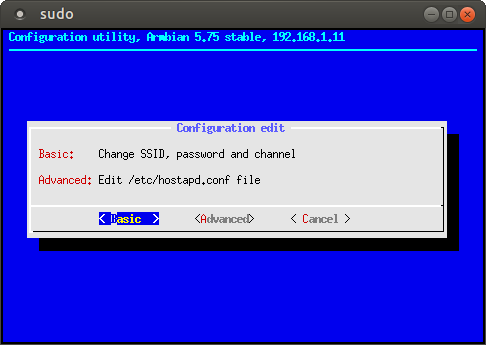 sudo
Configuration utility, Armbian 5.75 stable, 192.168.1.11
Configuration edit
Basic: Change SSID, password and channel
Advanced: Edit /etc/hostapd.conf file
< Basic > <Advanced> < Cancel >